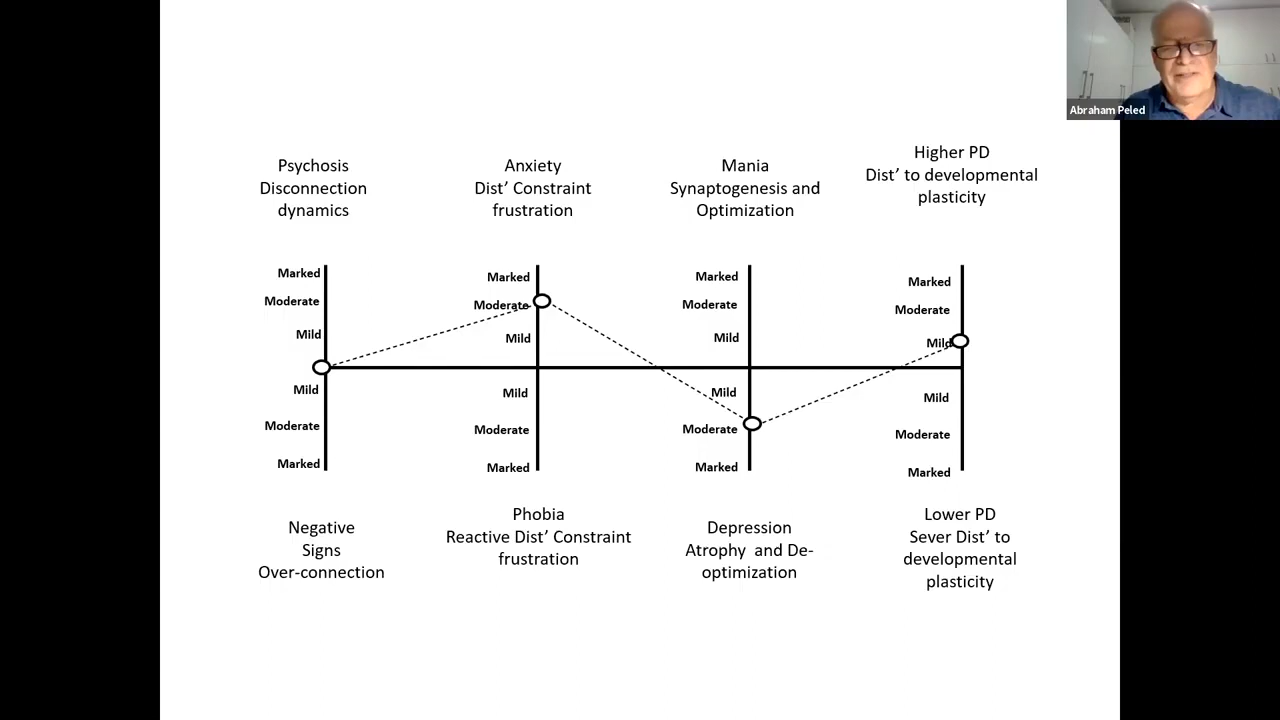 Abraham Peled
Psychosis
Disconnection
dynamics
Anxiety
Dist’ Constraint
frustration
Mania
Synaptogenesis and
Optimization
Higher PD
Dist’ to developmental
plasticity
Marked
Moderate
Mild
Mild
Moderate
Marked
Marked
Moderate
Mild
Mild
Moderate
Marked
Marked
Moderate
Mild
Mild
Moderate
Marked
Marked
Moderate
Mild
Mild
Moderate
Marked
Negative
Signs
Over-connection
Phobia
Reactive Dist’ Constraint
frustration
Depression
Atrophy and De-
optimization
Lower PD
Sever Dist’ to
developmental
plasticity